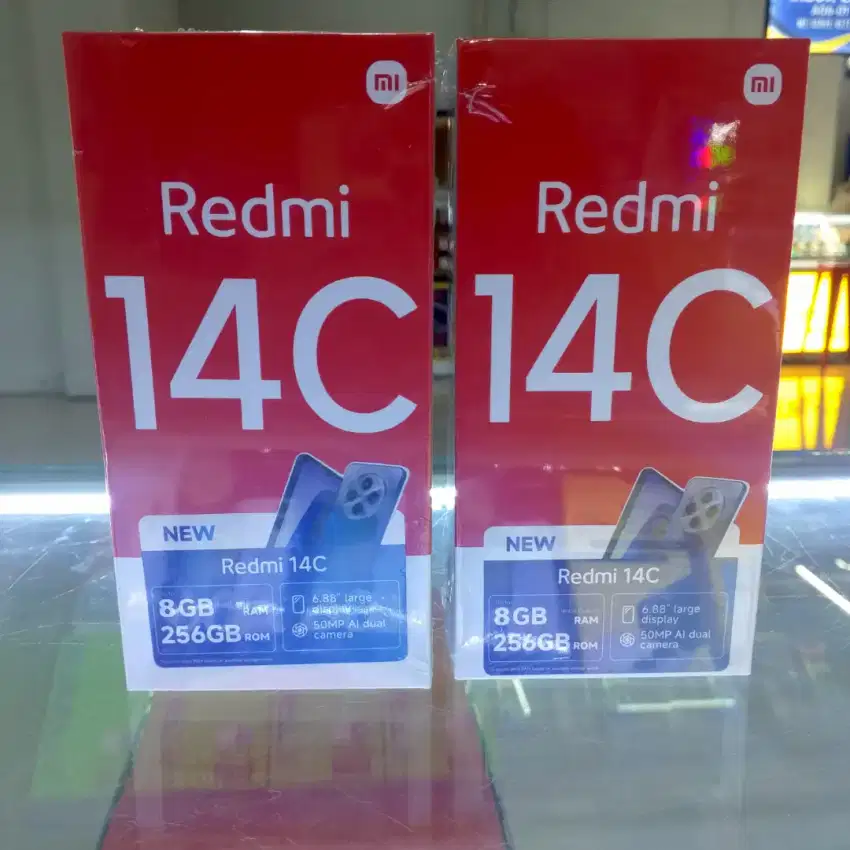 mi
Redmi
14C
NEW
Redmi 14C
8GB RAM
256GB ROM
6.88" large
display
50MP AI dual
camera
mi
Redmi
14C
NEW
Redmi 14C
8GB RAM
256GB ROM
6.88" large
display
50MP AI dual
camera